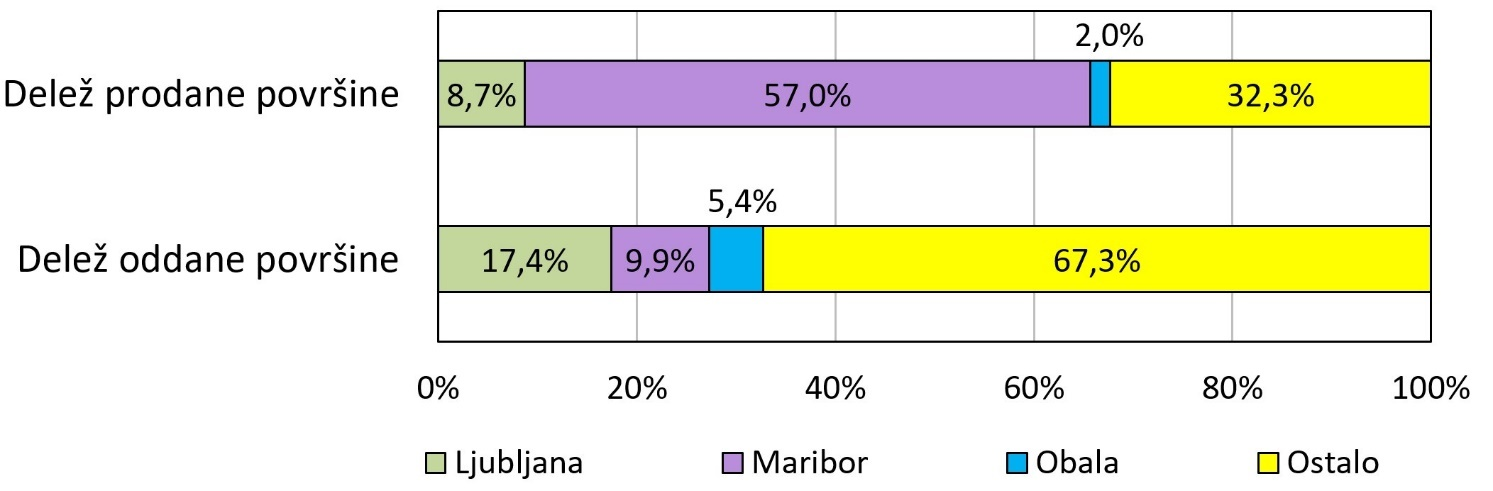 2,0%
Delež prodane površine 8,7% 57,0% 32,3%
5,4%
Delež oddane površine 17,4% 9,9% 67,3%
0% 20% 40% 60% 80% 100%
Ljubljana Maribor Obala Ostalo